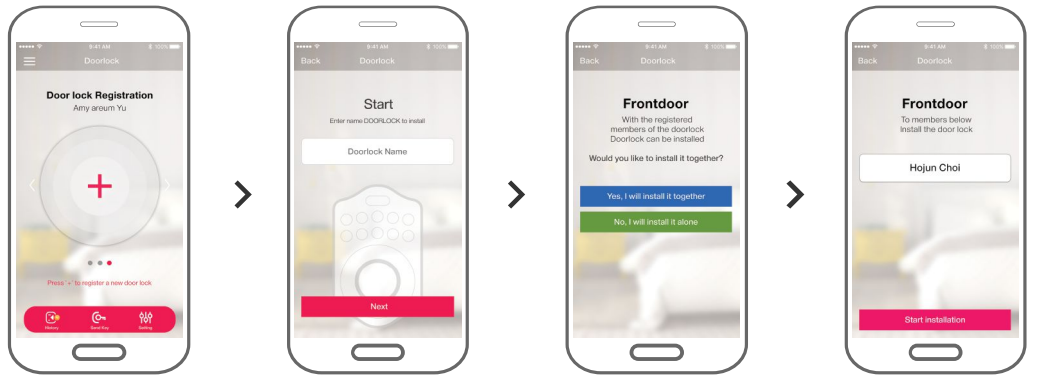 9:41 AM
100%
Doorlock
Door lock Registration
Amy areum Yu
Press '+' to register a new door lock
History
Send Key
Setting
9:41 AM
100%
Back
Doorlock
Start
Enter name DOORLOCK to install
Doorlock Name
Next
9:41 AM
100%
Back
Doorlock
Frontdoor
With the registered
members of the doorlock
Doorlock can be installed
Would you like to install it together?
Yes, I will install it together
No, I will install it alone
9:41 AM
100%
Back
Doorlock
Frontdoor
To members below
Install the door lock
Hojun Choi
Start installation